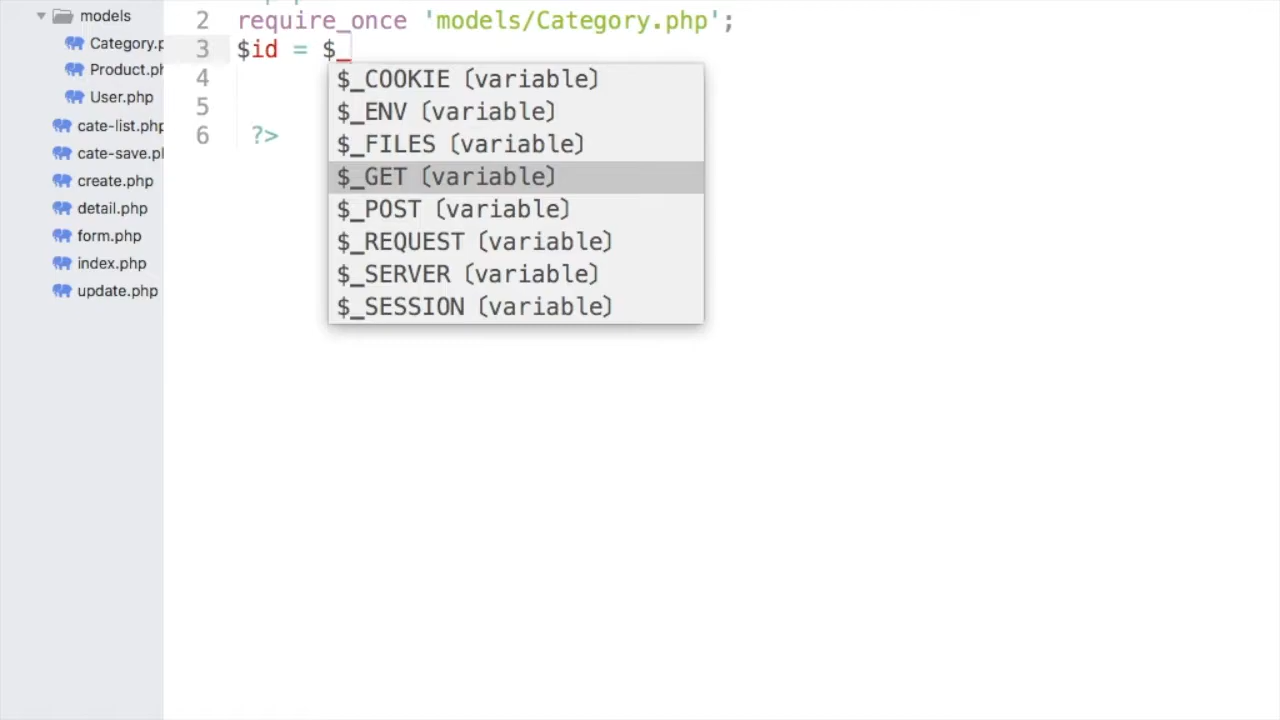 models
Category.p
Product.ph
User.php
cate-list.php
cate-save.pl
create.php
detail.php
form.php
index.php
update.php
2 require_once 'models/Category.php';
3 $id = $_
4
5
6 ?>
$_COOKIE (variable)
$_ENV (variable)
$_FILES (variable)
$_GET (variable)
$_POST (variable)
$_REQUEST (variable)
$_SERVER (variable)
$_SESSION (variable)